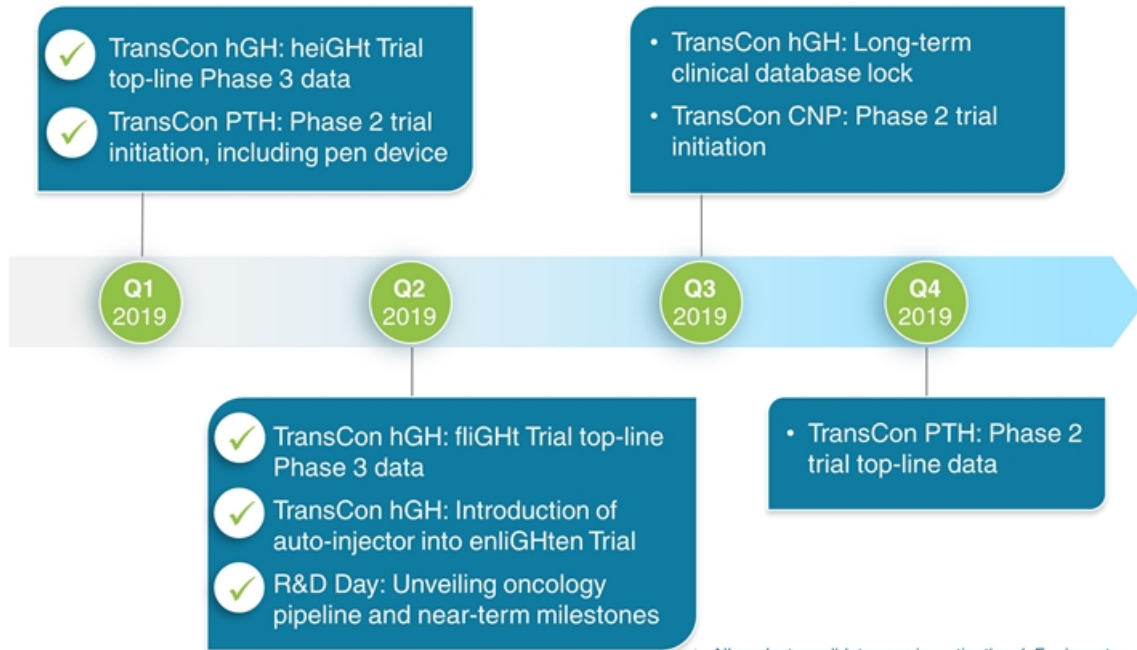 TransCon hGH: heiGHt Trial
top-line Phase 3 data
TransCon PTH: Phase 2 trial
initiation, including pen device
• TransCon hGH: Long-term
clinical database lock
• TransCon CNP: Phase 2 trial
initiation
Q1
2019
Q2
2019
Q3
2019
Q4
2019
TransCon hGH: fliGHt Trial top-line
Phase 3 data
TransCon hGH: Introduction of
auto-injector into enliGHten Trial
R&D Day: Unveiling oncology
pipeline and near-term milestones
• TransCon PTH: Phase 2
trial top-line data